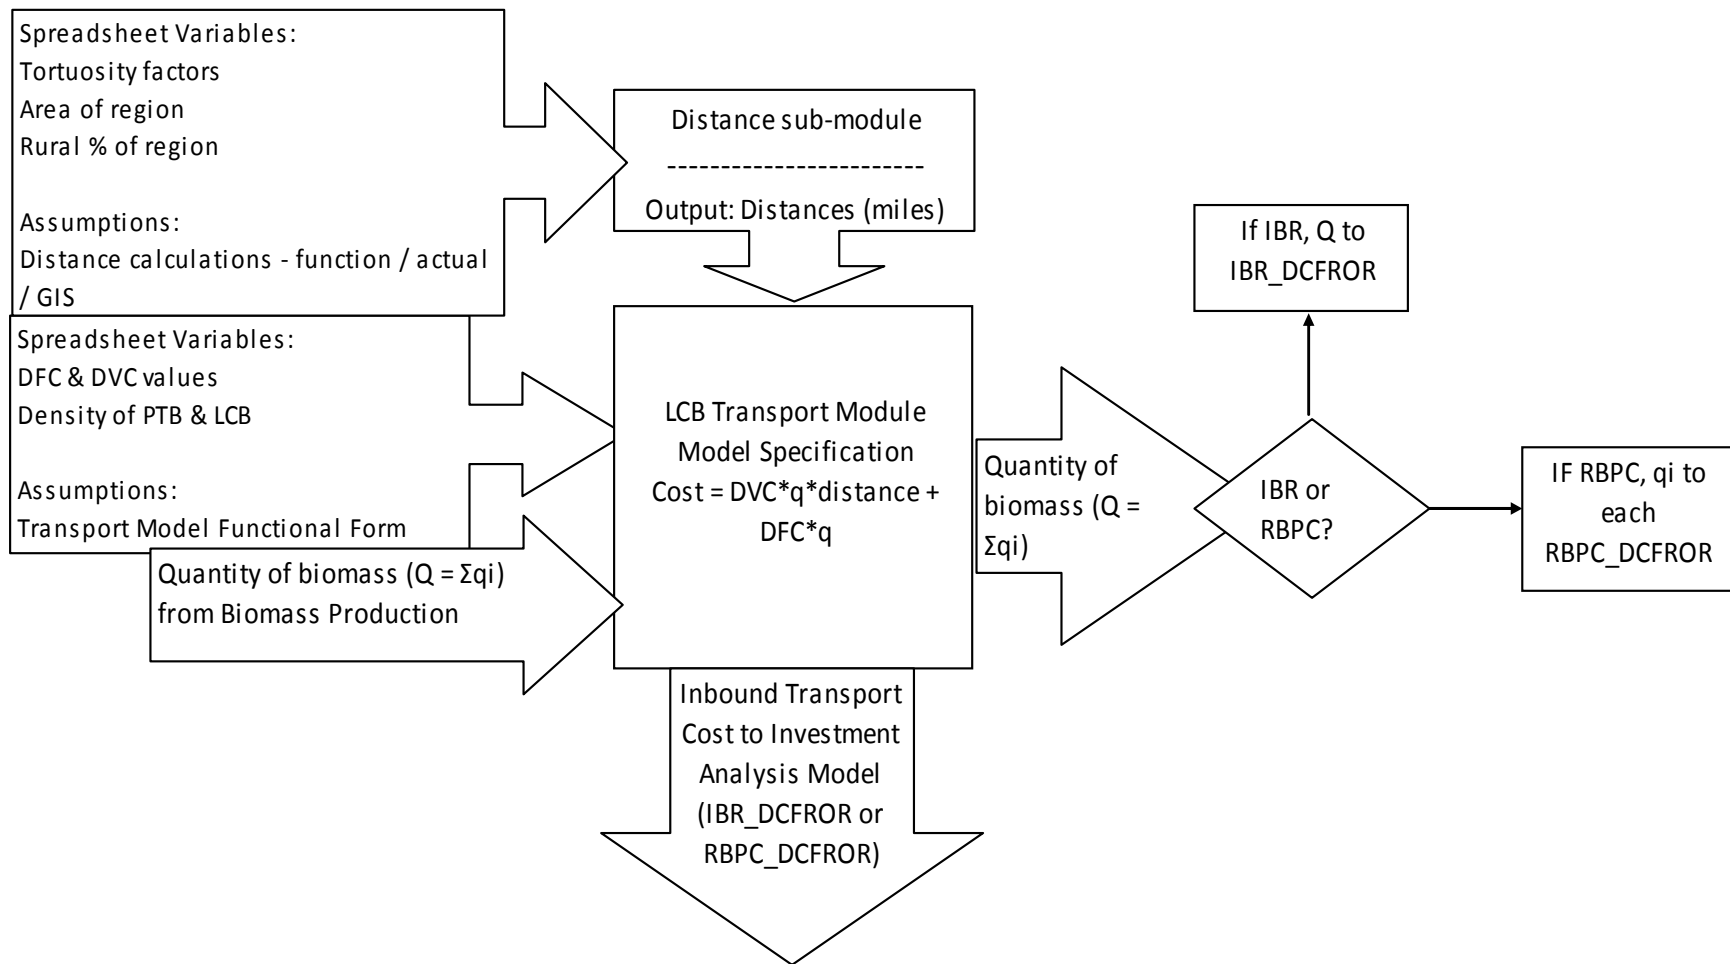 Spreadsheet Variables:
Tortuosity factors
Area of region
Rural % of region
Assumptions:
Distance calculations - function / actual
/ GIS
Distance sub-module
------------------------
Output: Distances (miles)
Spreadsheet Variables:
DFC & DVC values
Density of PTB & LCB
Assumptions:
Transport Model Functional Form
Quantity of biomass (Q = Σqi)
from Biomass Production
LCB Transport Module
Model Specification
Cost = DVC*q*distance +
DFC*q
Inbound Transport
Cost to Investment
Analysis Model
(IBR_DCFROR or
RBPC_DCFROR)
Quantity of
biomass (Q =
Σqi)
IBR or
RBPC?
If IBR, Q to
IBR_DCFROR
IF RBPC, qi to
each
RBPC_DCFROR